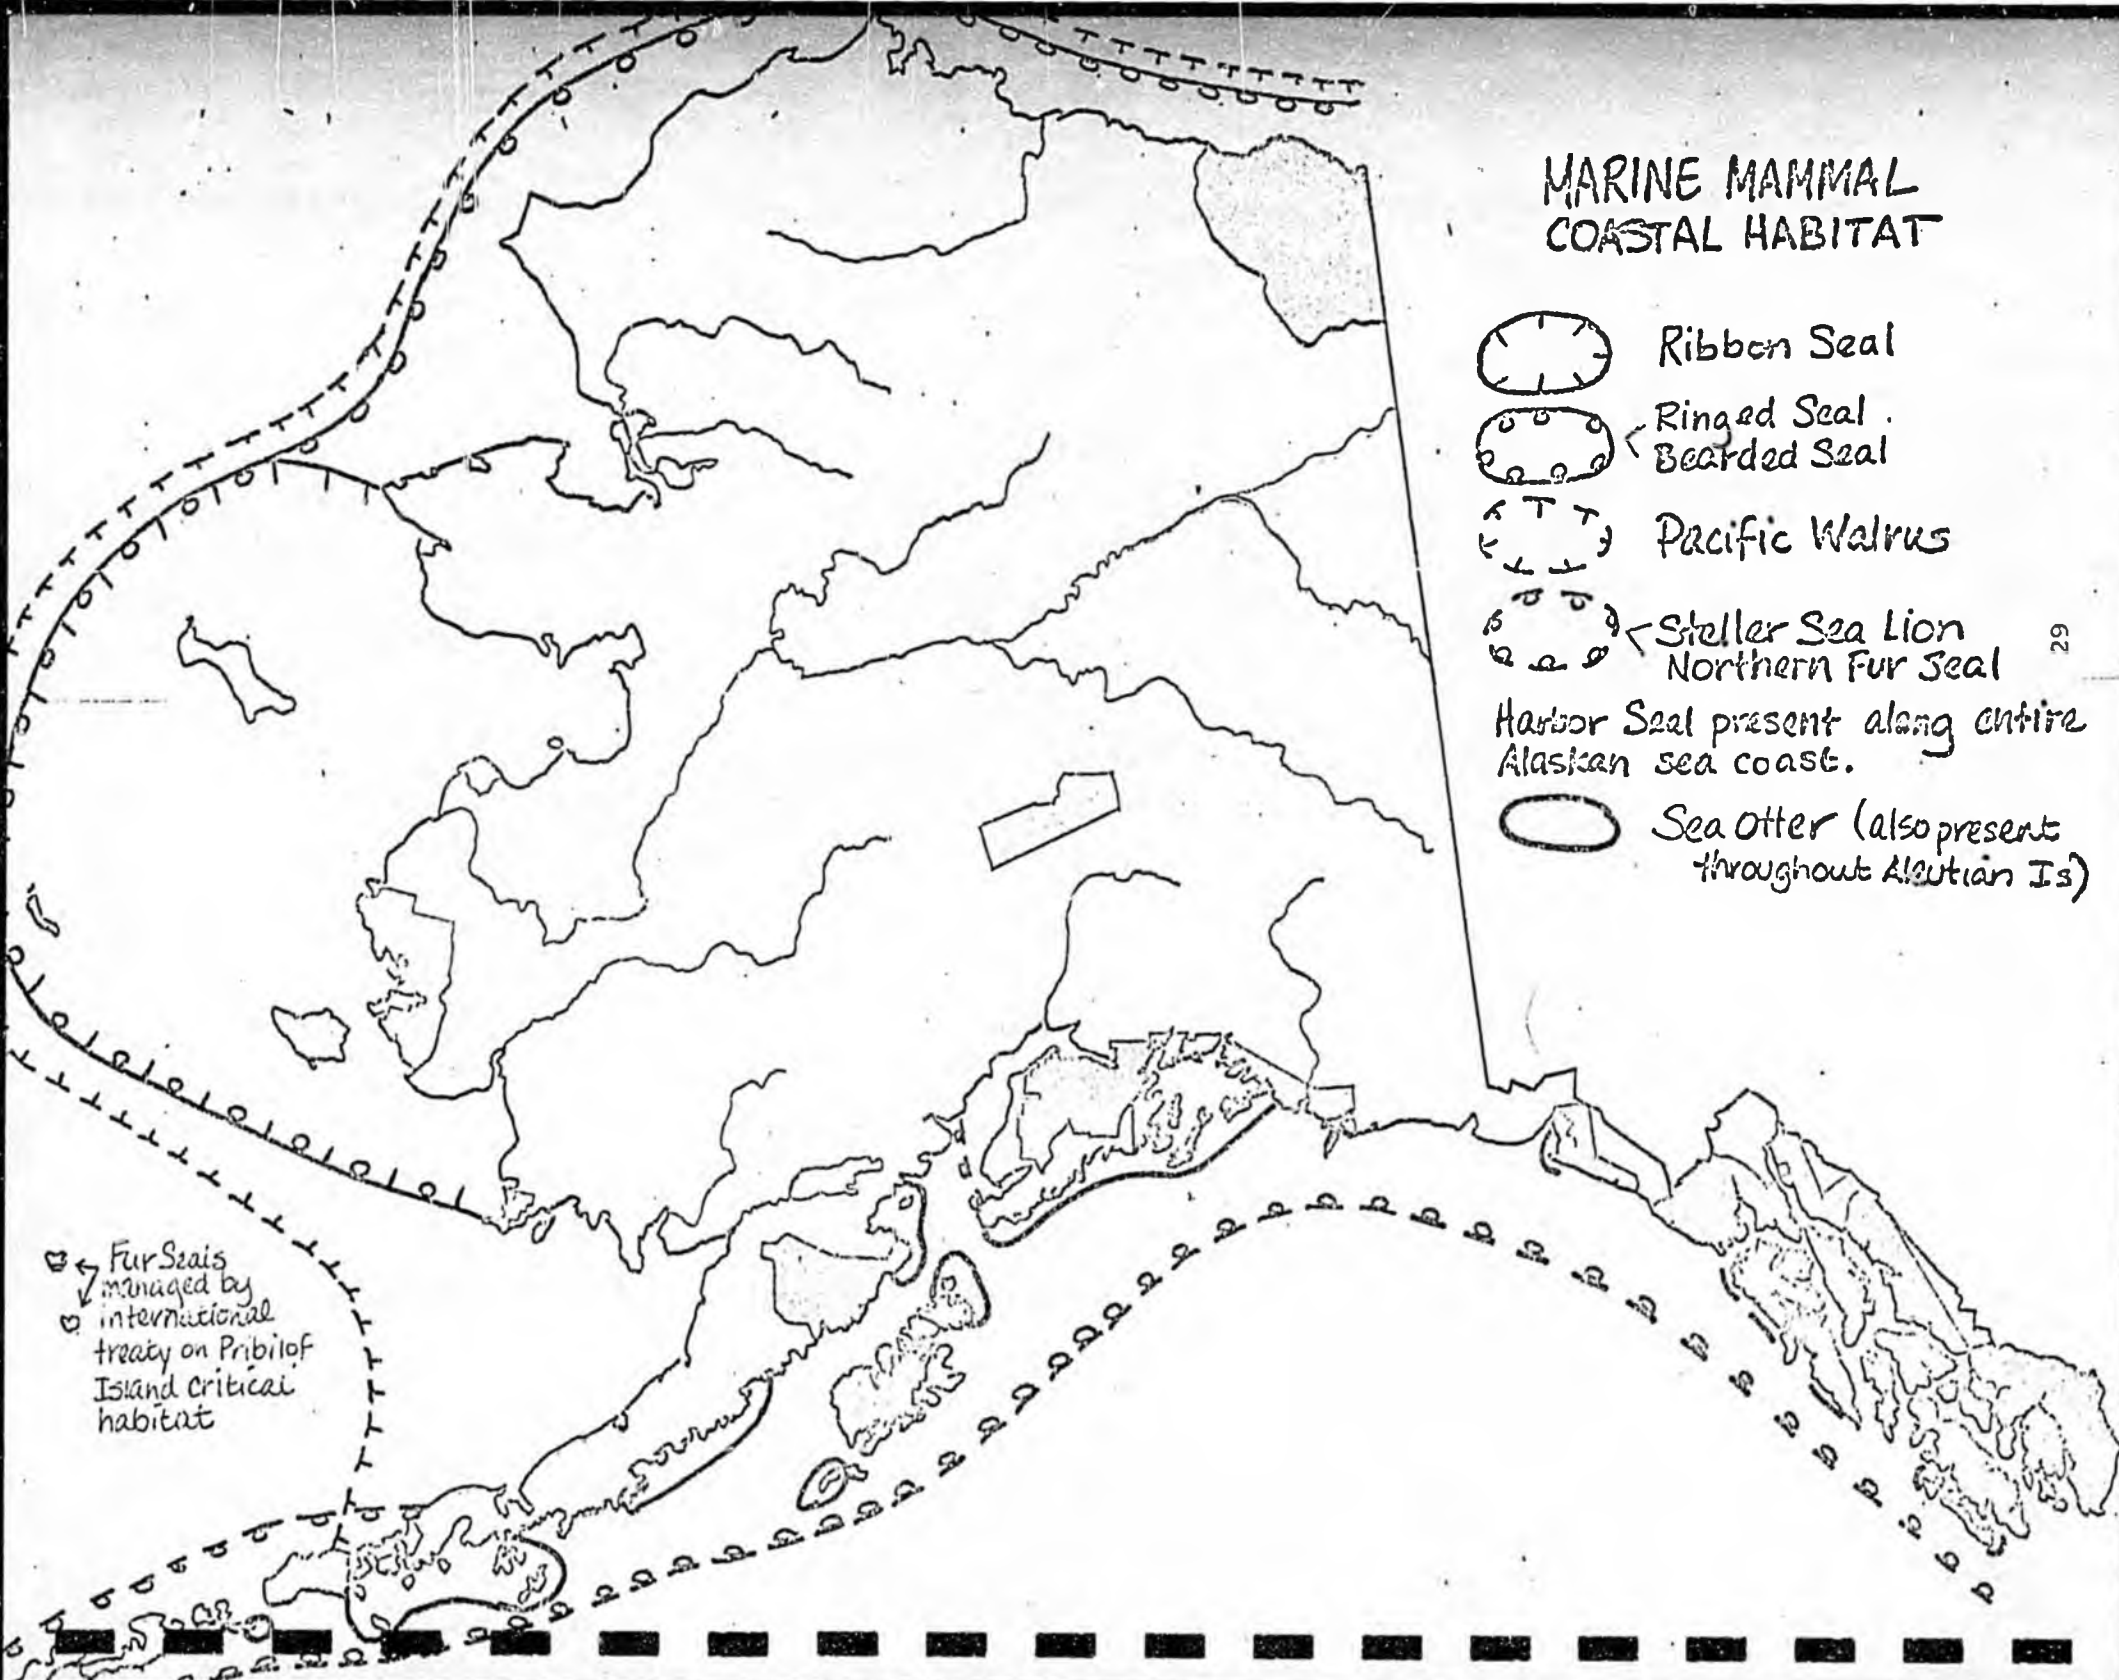 MARINE MAMMAL
COASTAL HABITAT
Ribbon Seal
Ringed Seal
Bearded Seal
Pacific Walrus
Steller Sea Lion
Northern Fur Seal
29
Harbor Seal present along entire
Alaskan sea coast.
Sea Otter (also present
throughout Aleutian Is)
Fur Seals
managed by
international
treaty on Pribilof
Island critical
habitat